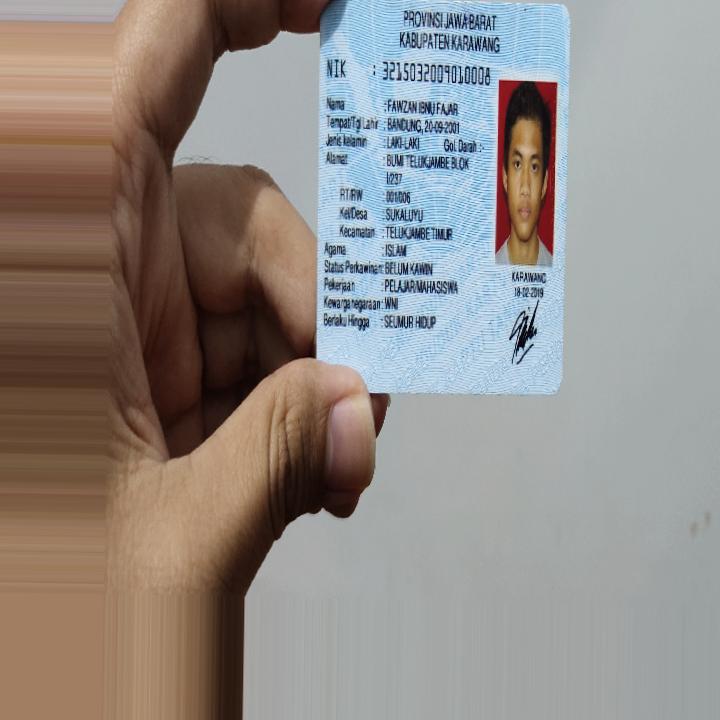 PROVINSI JAWA BARAT
KABUPATEN KARAWANG
NIK : 3215032009010008
Nama : FAWZAN IBNU FAJAR
Tempat/Tgl Lahir : BANDUNG, 20-09-2001
Jenis kelamin : LAKI-LAKI Gol. Darah : -
Alamat : BUMI TELUKJAMBE BLOK
I/237
RT/RW : 001/006
Kel/Desa : SUKALUYU
Kecamatan : TELUKJAMBE TIMUR
Agama : ISLAM
Status Perkawinan: BELUM KAWIN
Pekerjaan : PELAJAR/MAHASISWA
Kewarganegaraan: WNI
Berlaku Hingga : SEUMUR HIDUP
KARAWANG
18-02-2019